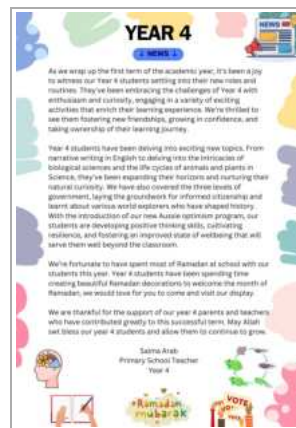 YEAR 4
NEWS
NEWS
As we wrap up the first term of the academic year, it's been a joy
to witness our Year 4 students settling into their new roles and
routines. They've been embracing the challenges of Year 4 with
enthusiasm and curiosity, engaging in a variety of exciting
activities that enrich their learning experience. We're thrilled to
see them fostering new friendships, growing in confidence, and
taking ownership of their learning journey.
Year 4 students have been delving into exciting new topics. From
narrative writing in English to delving into the intricacies of
biological sciences and the life cycles of animals and plants in
Science, they've been expanding their horizons and nurturing their
natural curiosity. We have also covered the three levels of
government, laying the groundwork for informed citizenship and
learnt about various world explorers who have shaped history.
With the introduction of our new Aussie optimism program, our
students are developing positive thinking skills, cultivating
resilience, and fostering an improved state of wellbeing that will
serve them well beyond the classroom.
We're fortunate to have spent most of Ramadan at school with our
students this year. Year 4 students have been spending time
creating beautiful Ramadan decorations to welcome the month of
Ramadan, we would love for you to come and visit our display.
We are thankful for the support of our year 4 parents and teachers
who have contributed greatly to this successful term. May Allah
swt bless our year 4 students and allow them to continue to grow.
Salma Arab
Primary School Teacher
Year 4
Ramadan
mubarak
VOTE